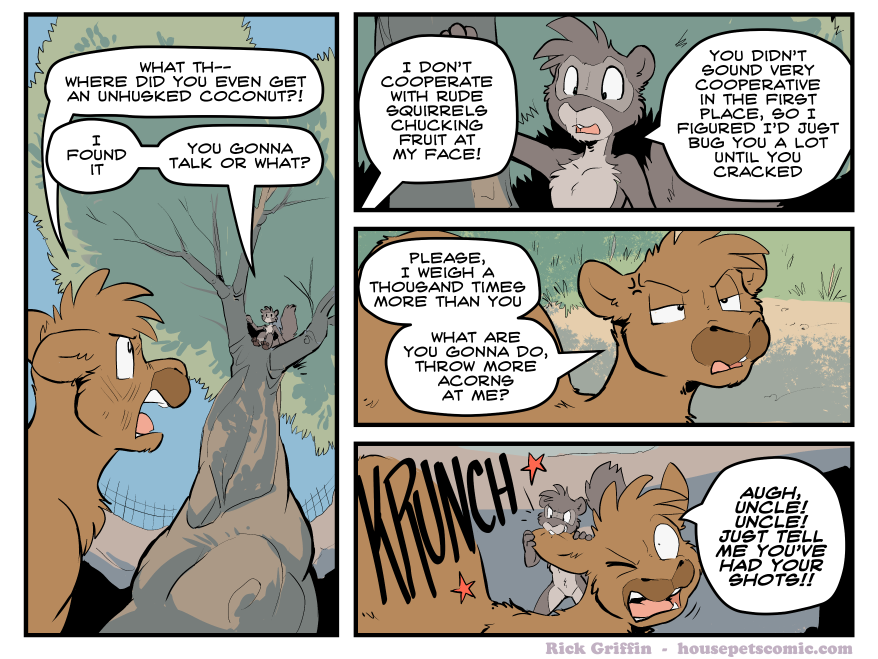 WHAT TH--
WHERE DID YOU EVEN GET
AN UNHUSKED COCONUT?!
I
FOUND
IT
YOU GONNA
TALK OR WHAT?
I DON'T
COOPERATE
WITH RUDE
SQUIRRELS
CHUCKING
FRUIT AT
MY FACE!
YOU DIDN'T
SOUND VERY
COOPERATIVE
IN THE FIRST
PLACE, SO I
FIGURED I'D JUST
BUG YOU A LOT
UNTIL YOU
CRACKED
PLEASE,
I WEIGH A
THOUSAND TIMES
MORE THAN YOU
WHAT ARE
YOU GONNA DO,
THROW MORE
ACORNS
AT ME?
KRUNCH
AUGH,
UNCLE!
UNCLE!
JUST TELL
ME YOU'VE
HAD YOUR
SHOTS!!
Rick Griffin - housepetscomic.com